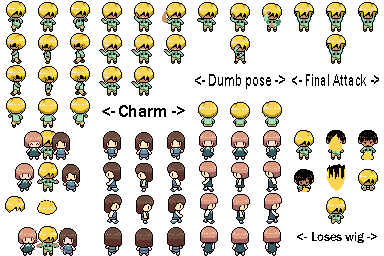 <- Dumb pose -> <- Final Attack ->
<- Charm ->
<- Loses wig ->